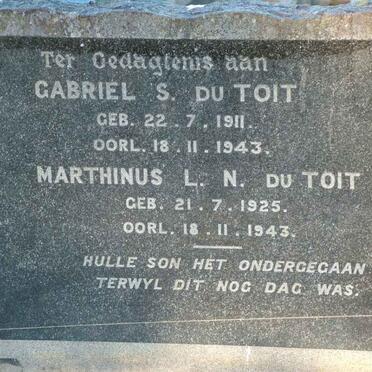 Ter Gedagtenis aan
GABRIEL S. DU TOIT
GEB. 22.7.1911.
OORL. 18.11.1943.
MARTHINUS L. N. DU TOIT
GEB. 21.7.1925.
OORL. 18.11.1943.
HULLE SON HET ONDERGEGAAN
TERWYL DIT NOG DAG WAS.